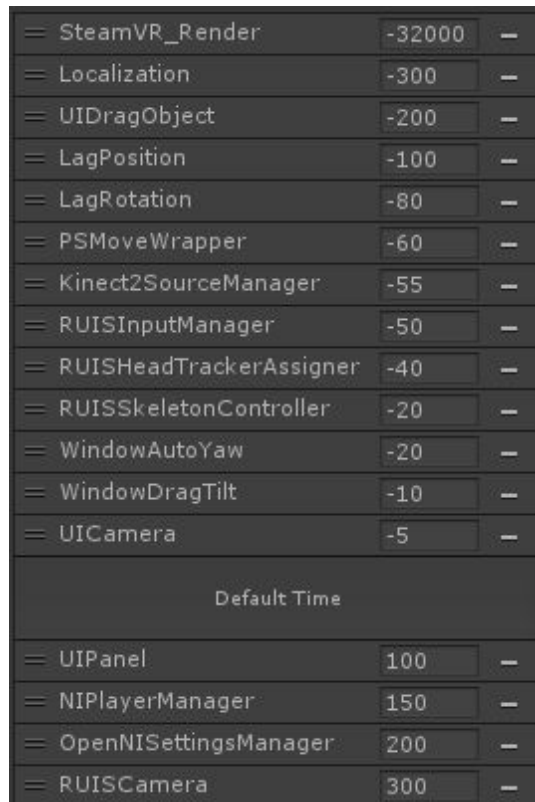 SteamVR_Render -32000
Localization -300
UIDragObject -200
LagPosition -100
LagRotation -80
PSMoveWrapper -60
Kinect2SourceManager -55
RUISInputManager -50
RUISHeadTrackerAssigner -40
RUISSkeletonController -20
WindowAutoYaw -20
WindowDragTilt -10
UICamera -5
Default Time
UIPanel 100
NIPlayerManager 150
OpenNISettingsManager 200
RUISCamera 300